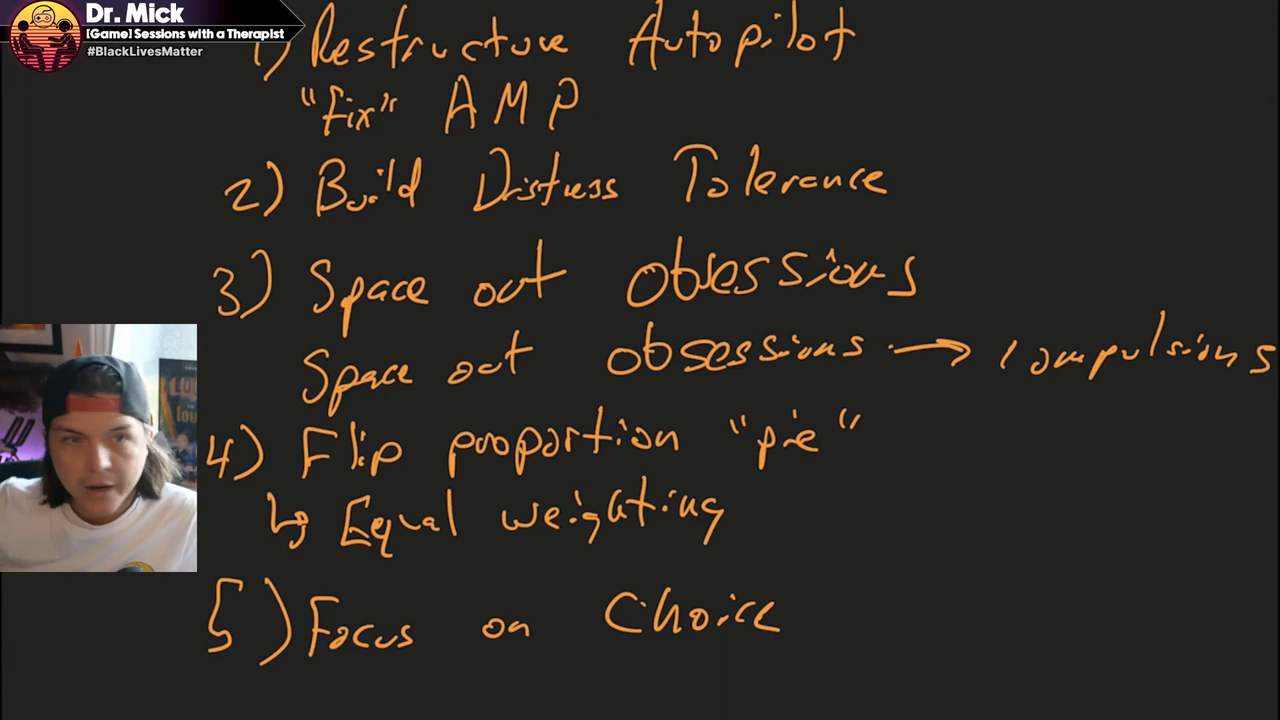 Dr. Mick
[Game] Sessions with a Therapist
#BlackLivesMatter
1) Restructure Autopilot
"fix" AMP
2) Build Distress Tolerance
3) Space out obsessions
Space out obsessions → compulsions
4) Flip proportion "pie"
↳ Equal weighting
5) Focus on Choice